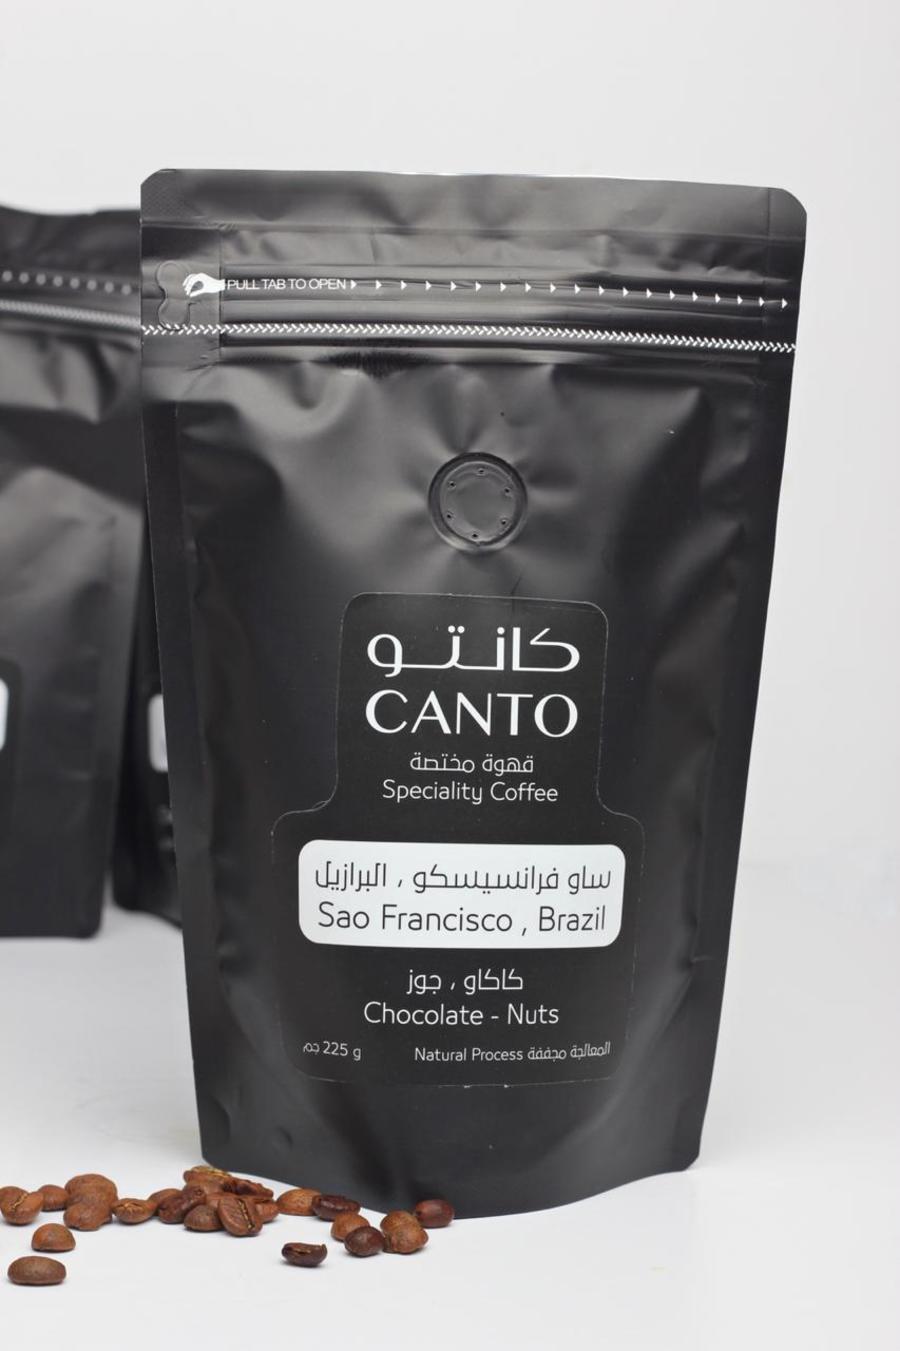 PULL TAB TO OPEN
كانتو
CANTO
قهوة مختصة
Speciality Coffee
ساو فرانسيسكو ، البرازيل
Sao Francisco , Brazil
كاكاو ، جوز
Chocolate - Nuts
225 g جم
Natural Process المعالجة مجففة